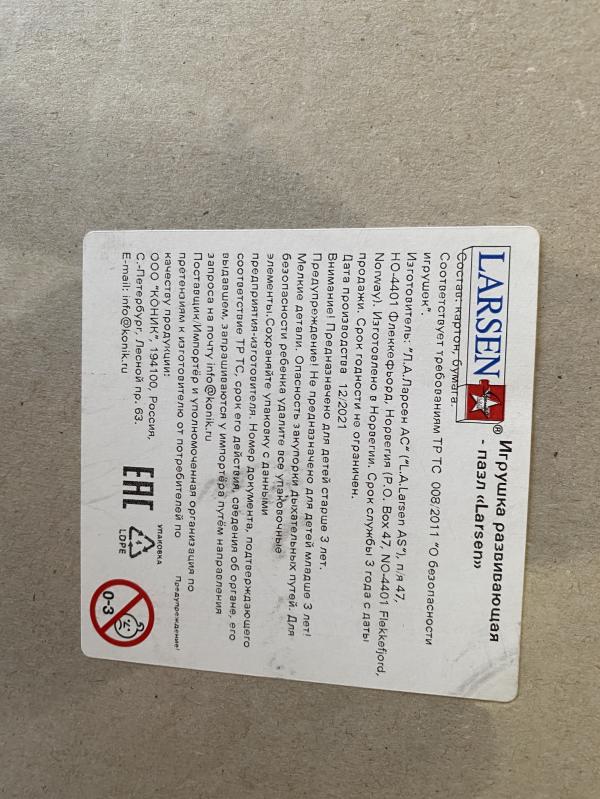 LARSEN®
Игрушка развивающая
- пазл «Larsen»
Состав: картон, бумага.
Соответствует требованиям ТР ТС 008/2011 "О безопасности
игрушек".
Изготовитель: "Л.А.Ларсен АС" ("L.A.Larsen AS"), п/я 47,
НО-4401 Флеккефьорд, Норвегия (P.O. Box 47, NO-4401 Flekkefjord,
Norway). Изготовлено в Норвегии. Срок службы 3 года с даты
продажи. Срок годности не ограничен.
Дата производства 12/2021
Внимание! Предназначено для детей старше 3 лет.
Предупреждение! Не предназначено для детей младше 3 лет!
Мелкие детали. Опасность закупорки дыхательных путей. Для
безопасности ребенка удалите все упаковочные
элементы.Сохраняйте упаковку с данными
предприятия-изготовителя. Номер документа, подтверждающего
соответствие ТР ТС, срок его действия, сведения об органе, его
выдавшем, запрашиваются у импортёра путём направления
запроса на почту info@konik.ru
Поставщик/Импортёр и уполномоченная организация по
претензиям к изготовителю от потребителей по
качеству продукции:
ООО "КОНИК", 194100, Россия,
С.-Петербург, Лесной пр. 63.
E-mail: info@konik.ru
EAC
УПАКОВКА
4
LDPE
Предупреждение!
0-3